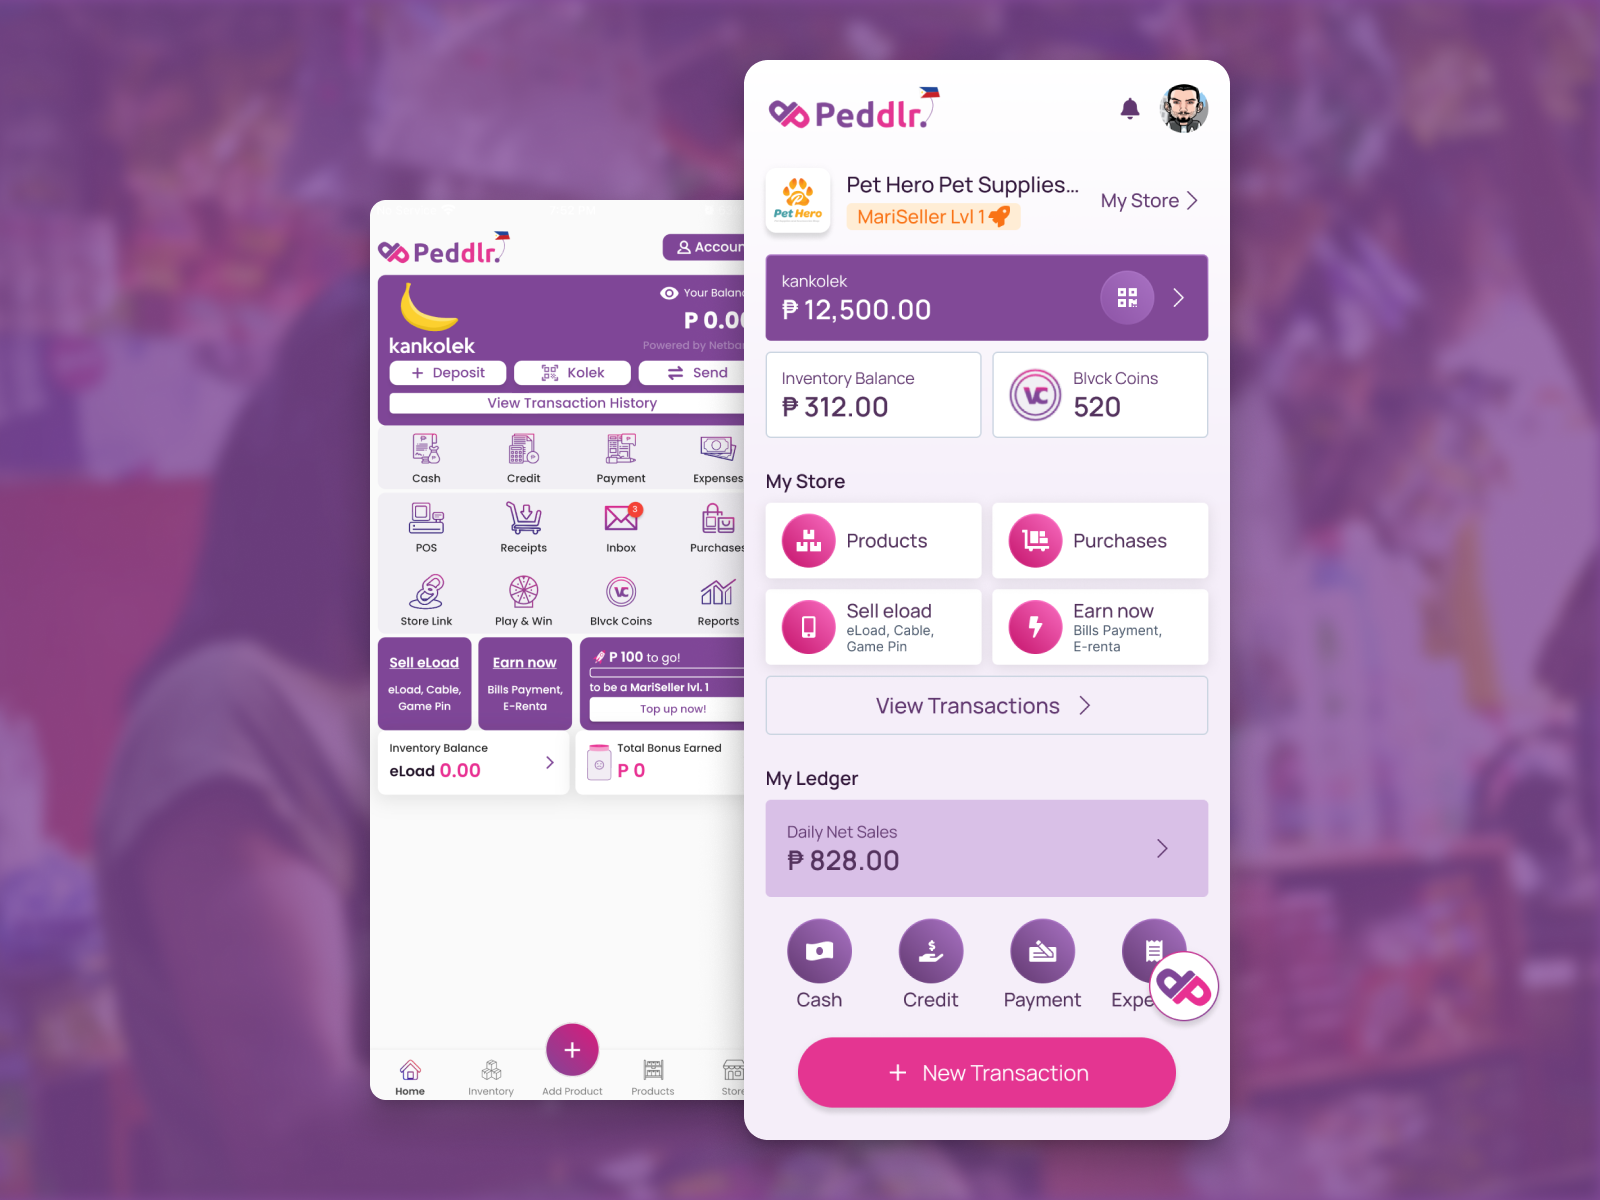 Peddlr.
Account
Your Balan
P 0.00
Powered by Netba
kankolek
+ Deposit
Kolek
Send
View Transaction History
Cash
Credit
Payment
Expenses
POS
Receipts
3
Inbox
Purchases
Store Link
Play & Win
VC
Blvck Coins
Reports
Sell eLoad
eLoad, Cable,
Game Pin
Earn now
Bills Payment,
E-Renta
P 100 to go!
to be a MariSeller lvl. 1
Top up now!
Inventory Balance
eLoad 0.00
Total Bonus Earned
P 0
Home
Inventory
+
Add Product
Products
Store
Peddlr.
Pet Hero
Pet Hero Pet Supplies...
MariSeller Lvl 1
My Store
kankolek
₱ 12,500.00
Inventory Balance
₱ 312.00
VC
Blvck Coins
520
My Store
Products
Purchases
Sell eload
eLoad, Cable,
Game Pin
Earn now
Bills Payment,
E-renta
View Transactions
My Ledger
Daily Net Sales
₱ 828.00
Cash
Credit
Payment
Expe
+ New Transaction